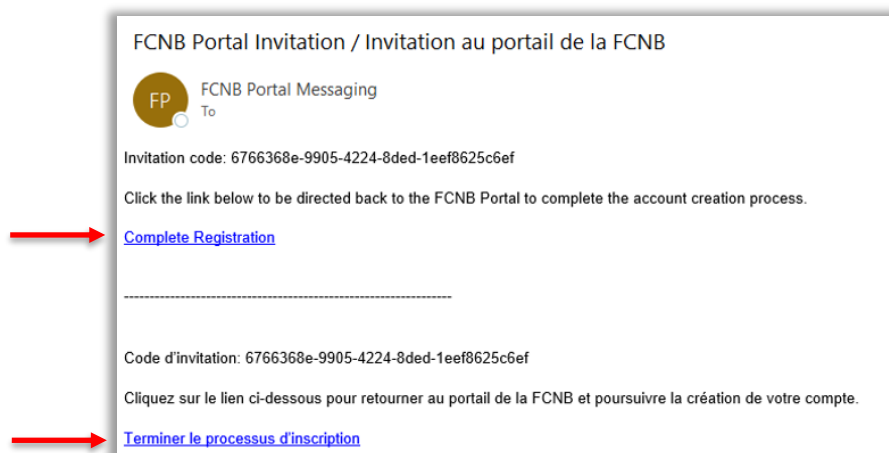 FCNB Portal Invitation / Invitation au portail de la FCNB
FP
FCNB Portal Messaging
To
Invitation code: 6766368e-9905-4224-8ded-1eef8625c6ef
Click the link below to be directed back to the FCNB Portal to complete the account creation process.
Complete Registration
----------------------------------------------------------------
Code d'invitation: 6766368e-9905-4224-8ded-1eef8625c6ef
Cliquez sur le lien ci-dessous pour retourner au portail de la FCNB et poursuivre la création de votre compte.
Terminer le processus d'inscription